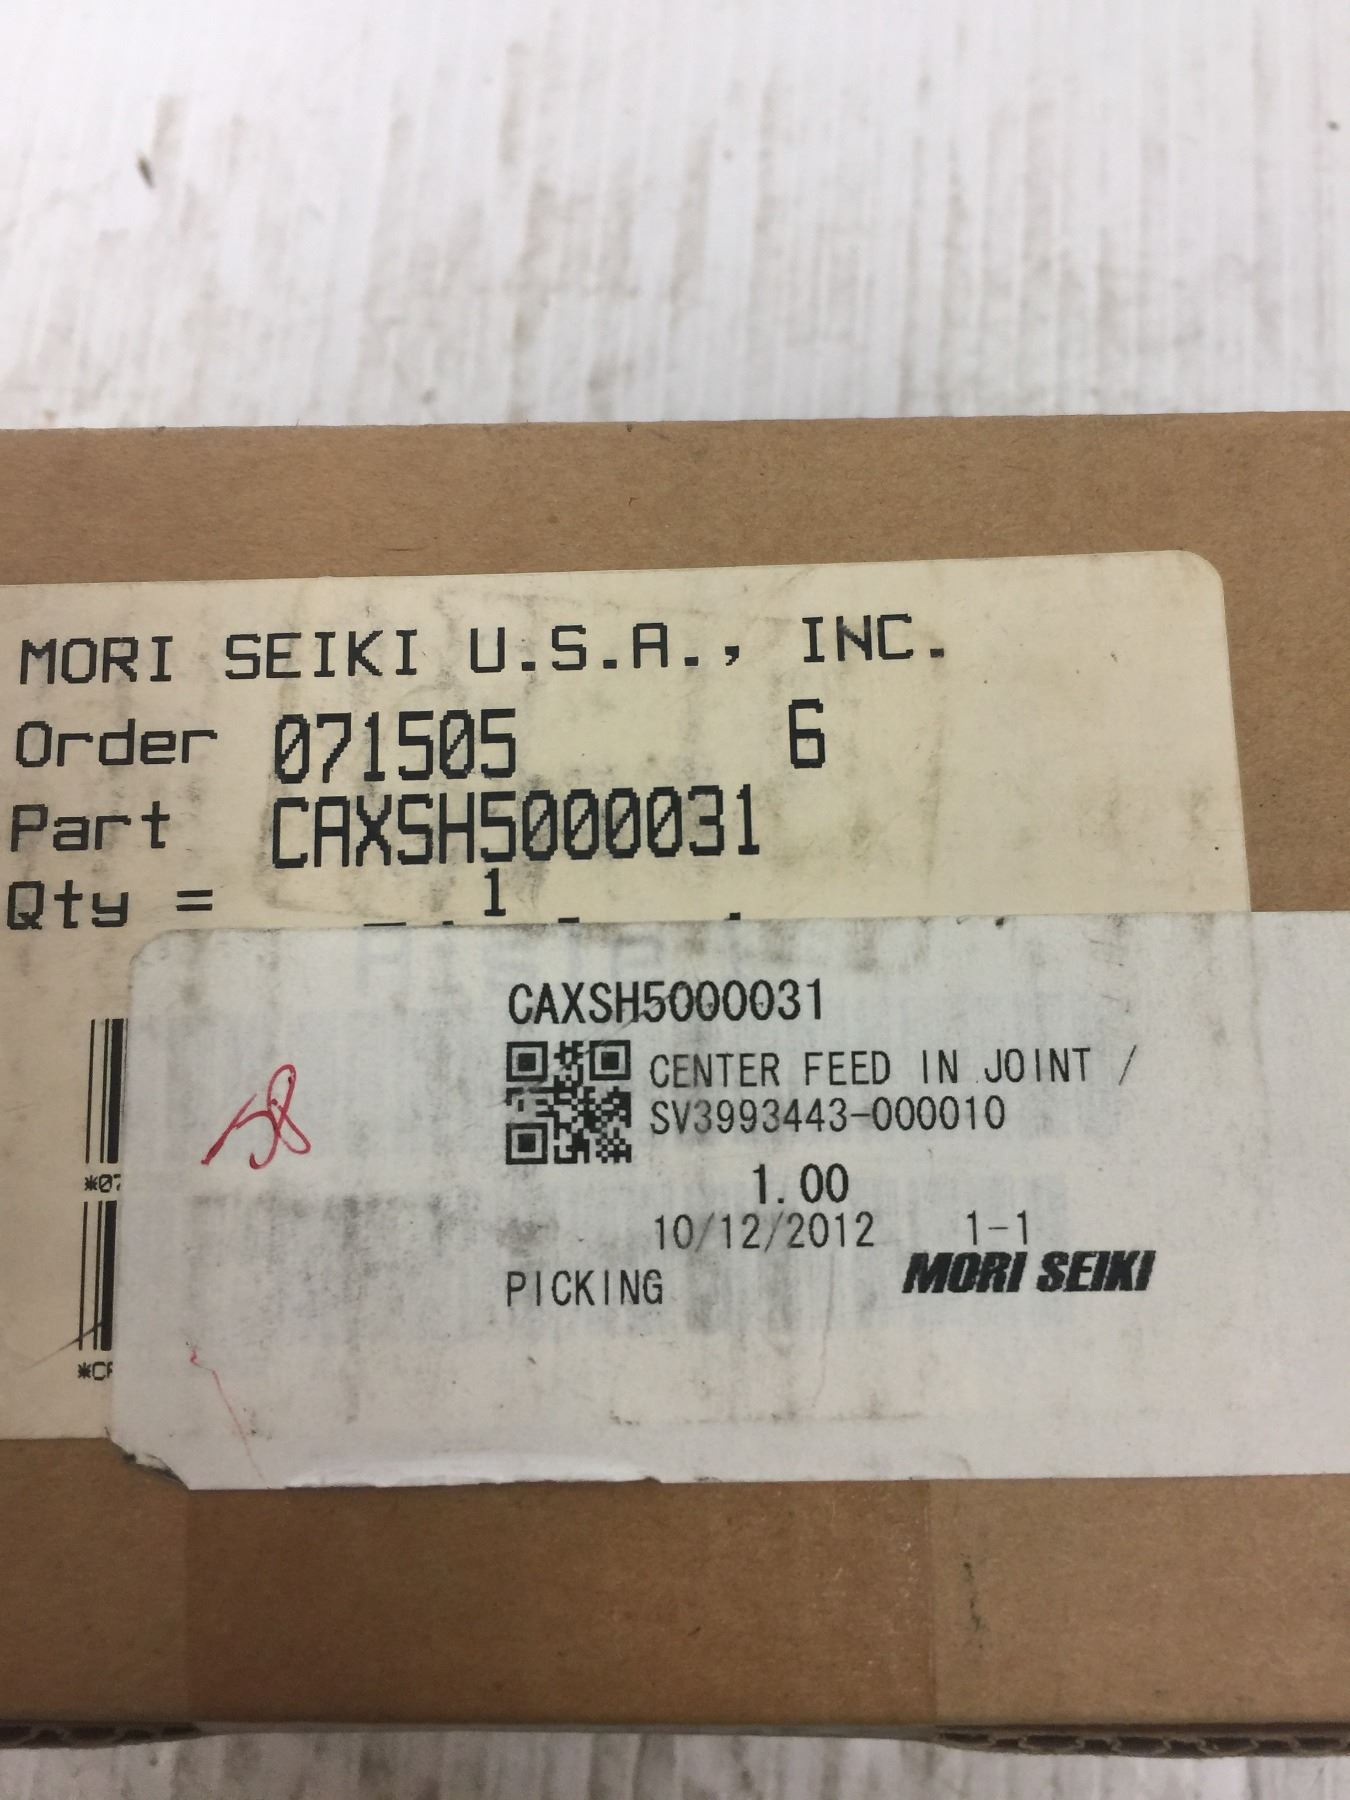 MORI SEIKI U.S.A., INC.
Order 071505 6
Part CAXSH5000031
Qty = 1
CAXSH5000031
CENTER FEED IN JOINT /
SV3993443-000010
1.00
10/12/2012 1-1
PICKING MORI SEIKI
*07